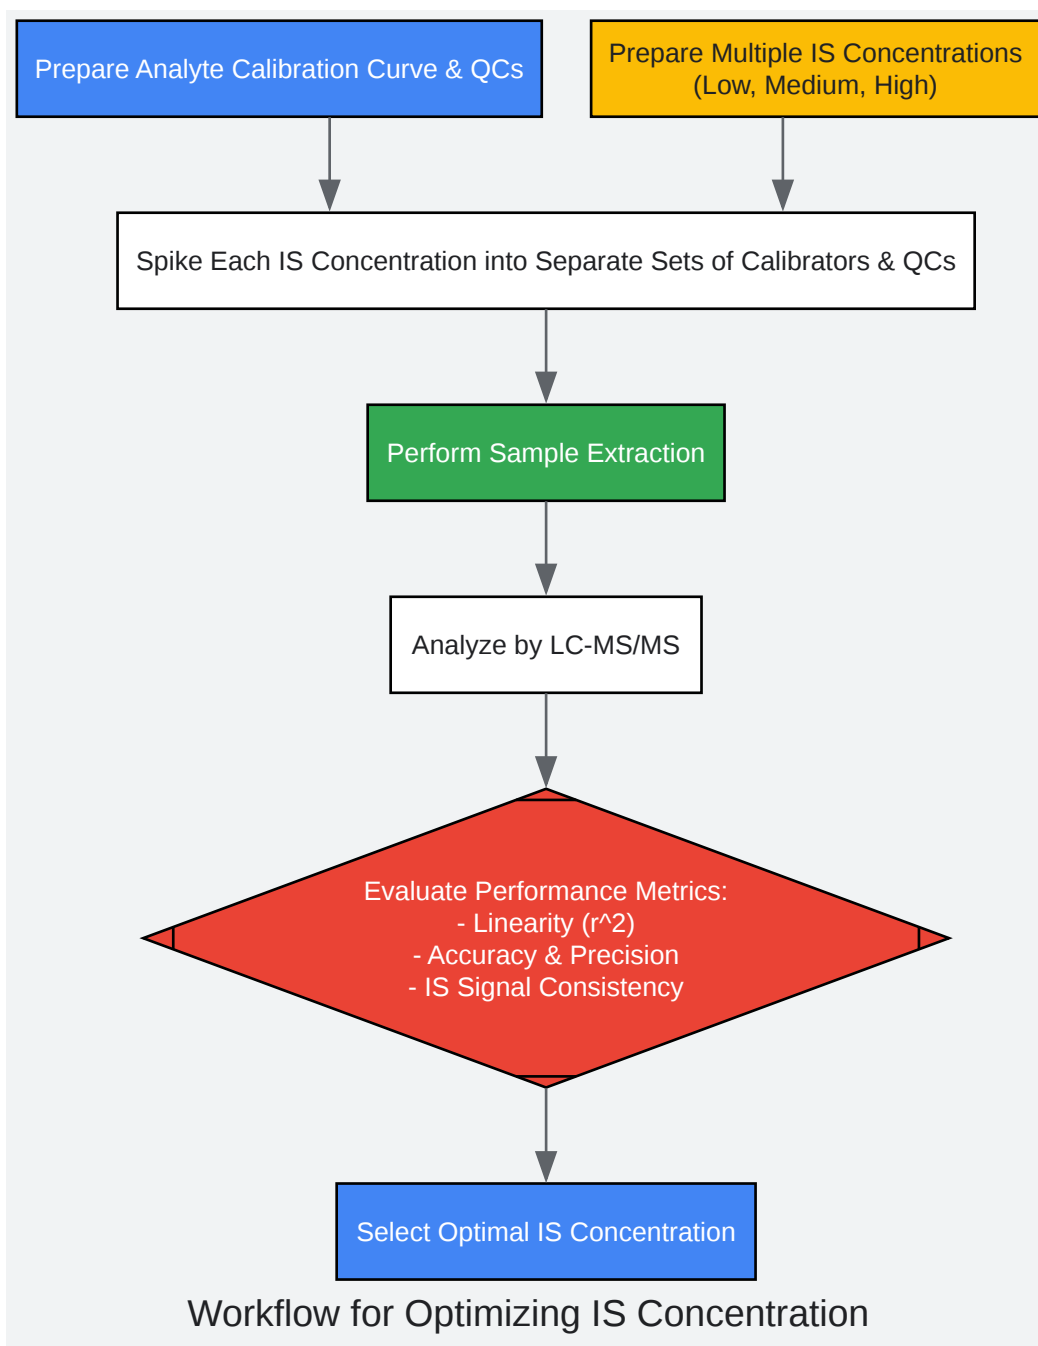 Prepare Analyte Calibration Curve & QCs
Prepare Multiple IS Concentrations
(Low, Medium, High)
Spike Each IS Concentration into Separate Sets of Calibrators & QCs
Perform Sample Extraction
Analyze by LC-MS/MS
Evaluate Performance Metrics:
- Linearity (r^2)
- Accuracy & Precision
- IS Signal Consistency
Select Optimal IS Concentration
Workflow for Optimizing IS Concentration